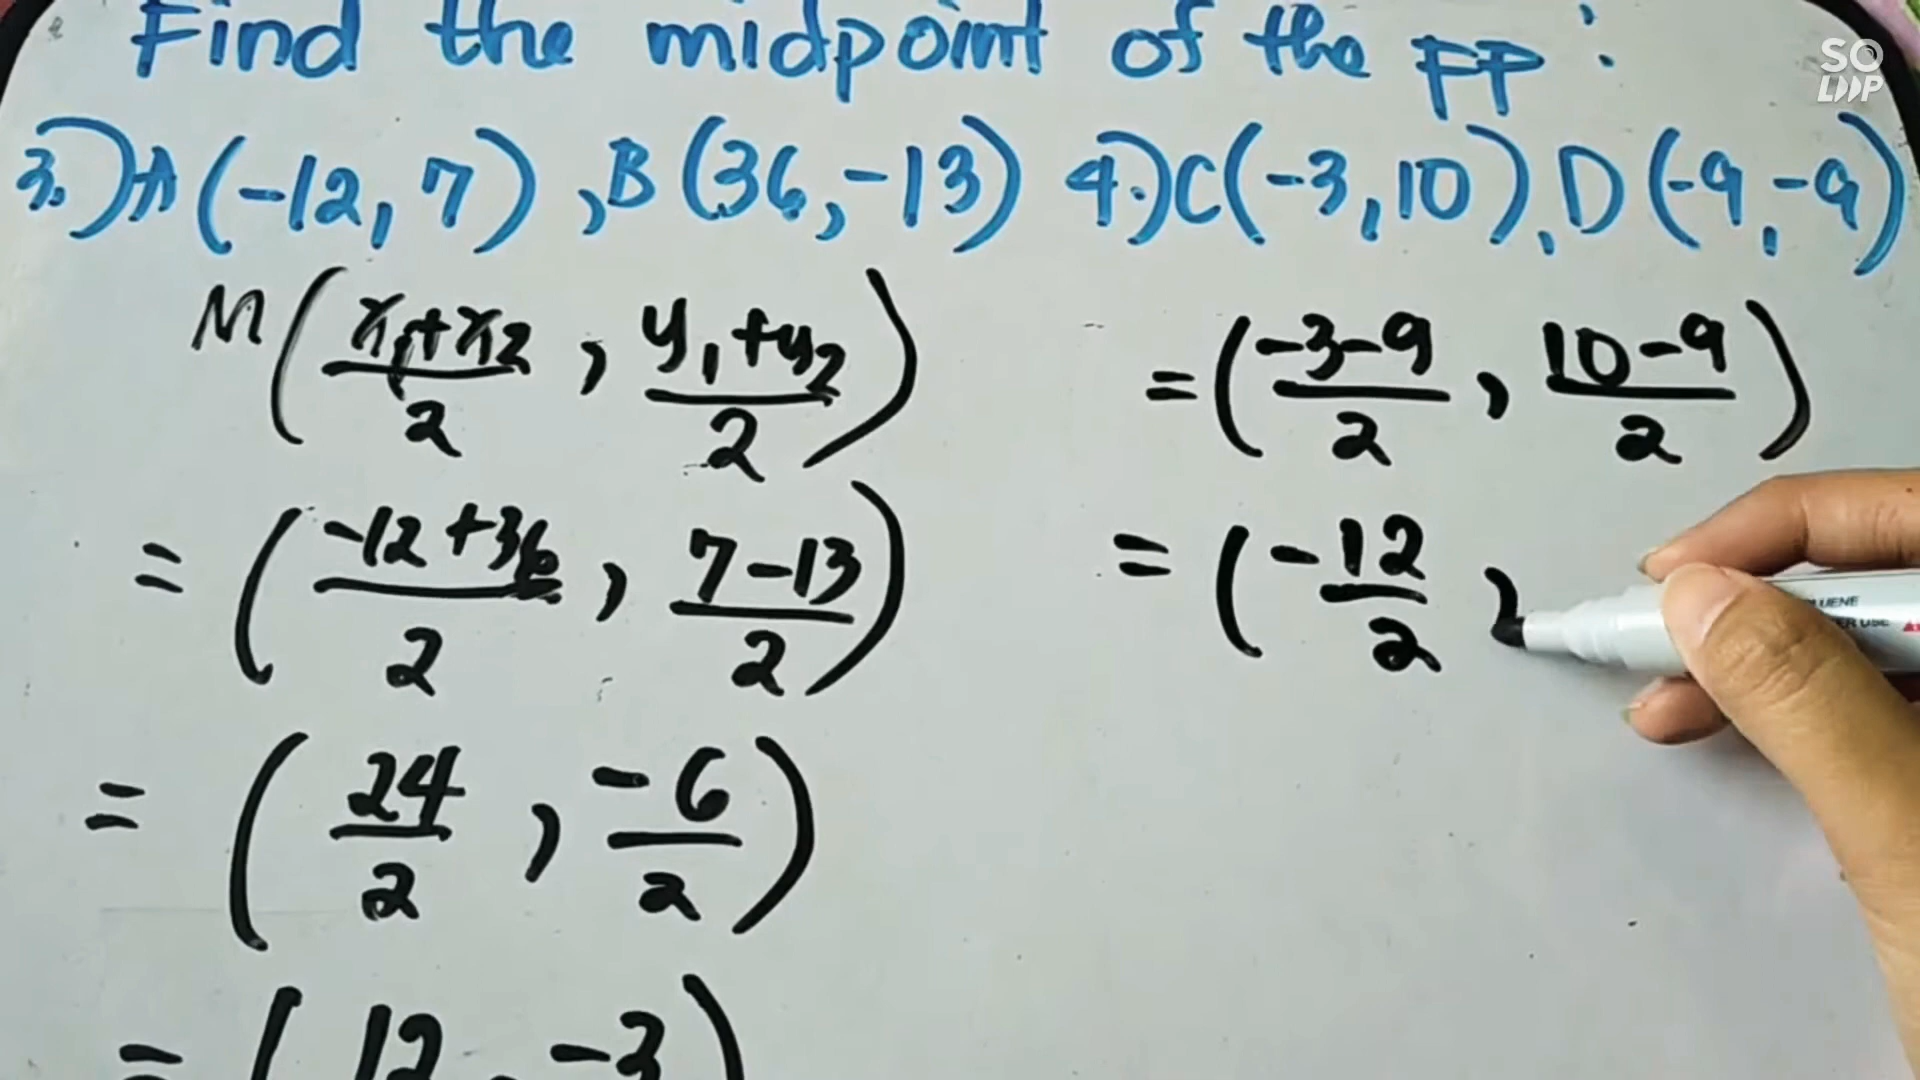 Find the midpoint of the FP:
3.) A(-12, 7), B(36, -13) 4.) C(-3, 10), D(-9, -9)
M(x₁+x₂/2, y₁+y₂/2)
= (-12+36/2, 7-13/2)
= (24/2, -6/2)
= (12, -3)
= (-3-9/2, 10-9/2)
= (-12/2,
SO
LOOP